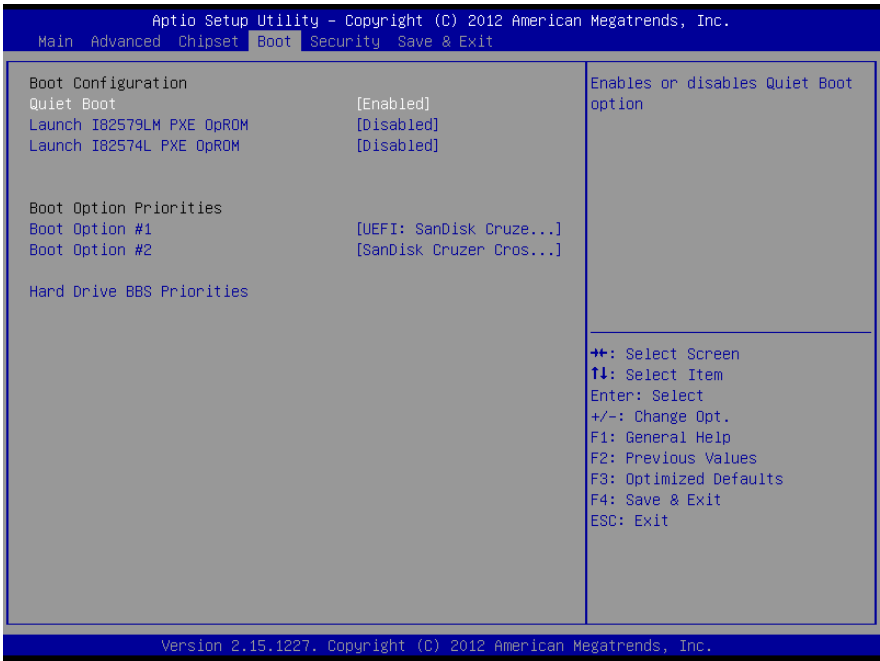 Aptio Setup Utility – Copyright (C) 2012 American Megatrends, Inc.
Main Advanced Chipset Boot Security Save & Exit
Boot Configuration
Quiet Boot [Enabled]
Launch I82579LM PXE OpROM [Disabled]
Launch I82574L PXE OpROM [Disabled]
Boot Option Priorities
Boot Option #1 [UEFI: SanDisk Cruze...]
Boot Option #2 [SanDisk Cruzer Cros...]
Hard Drive BBS Priorities
Enables or disables Quiet Boot
option
→←: Select Screen
↑↓: Select Item
Enter: Select
+/-: Change Opt.
F1: General Help
F2: Previous Values
F3: Optimized Defaults
F4: Save & Exit
ESC: Exit
Version 2.15.1227. Copyright (C) 2012 American Megatrends, Inc.